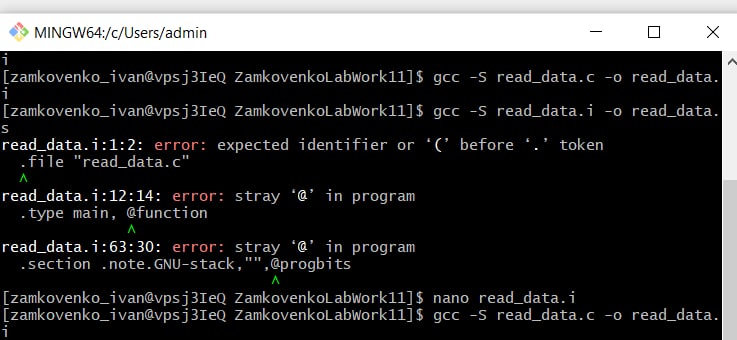 MINGW64:/c/Users/admin
i
[zamkovenko_ivan@vpsj3IeQ ZamkovenkoLabWork11]$ gcc -S read_data.c -o read_data.
i
[zamkovenko_ivan@vpsj3IeQ ZamkovenkoLabWork11]$ gcc -S read_data.i -o read_data.
s
read_data.i:1:2: error: expected identifier or ‘(’ before ‘.’ token
  .file "read_data.c"
  ^
read_data.i:12:14: error: stray ‘@’ in program
  .type main, @function
              ^
read_data.i:63:30: error: stray ‘@’ in program
  .section .note.GNU-stack,"",@progbits
                              ^
[zamkovenko_ivan@vpsj3IeQ ZamkovenkoLabWork11]$ nano read_data.i
[zamkovenko_ivan@vpsj3IeQ ZamkovenkoLabWork11]$ gcc -S read_data.c -o read_data.
i